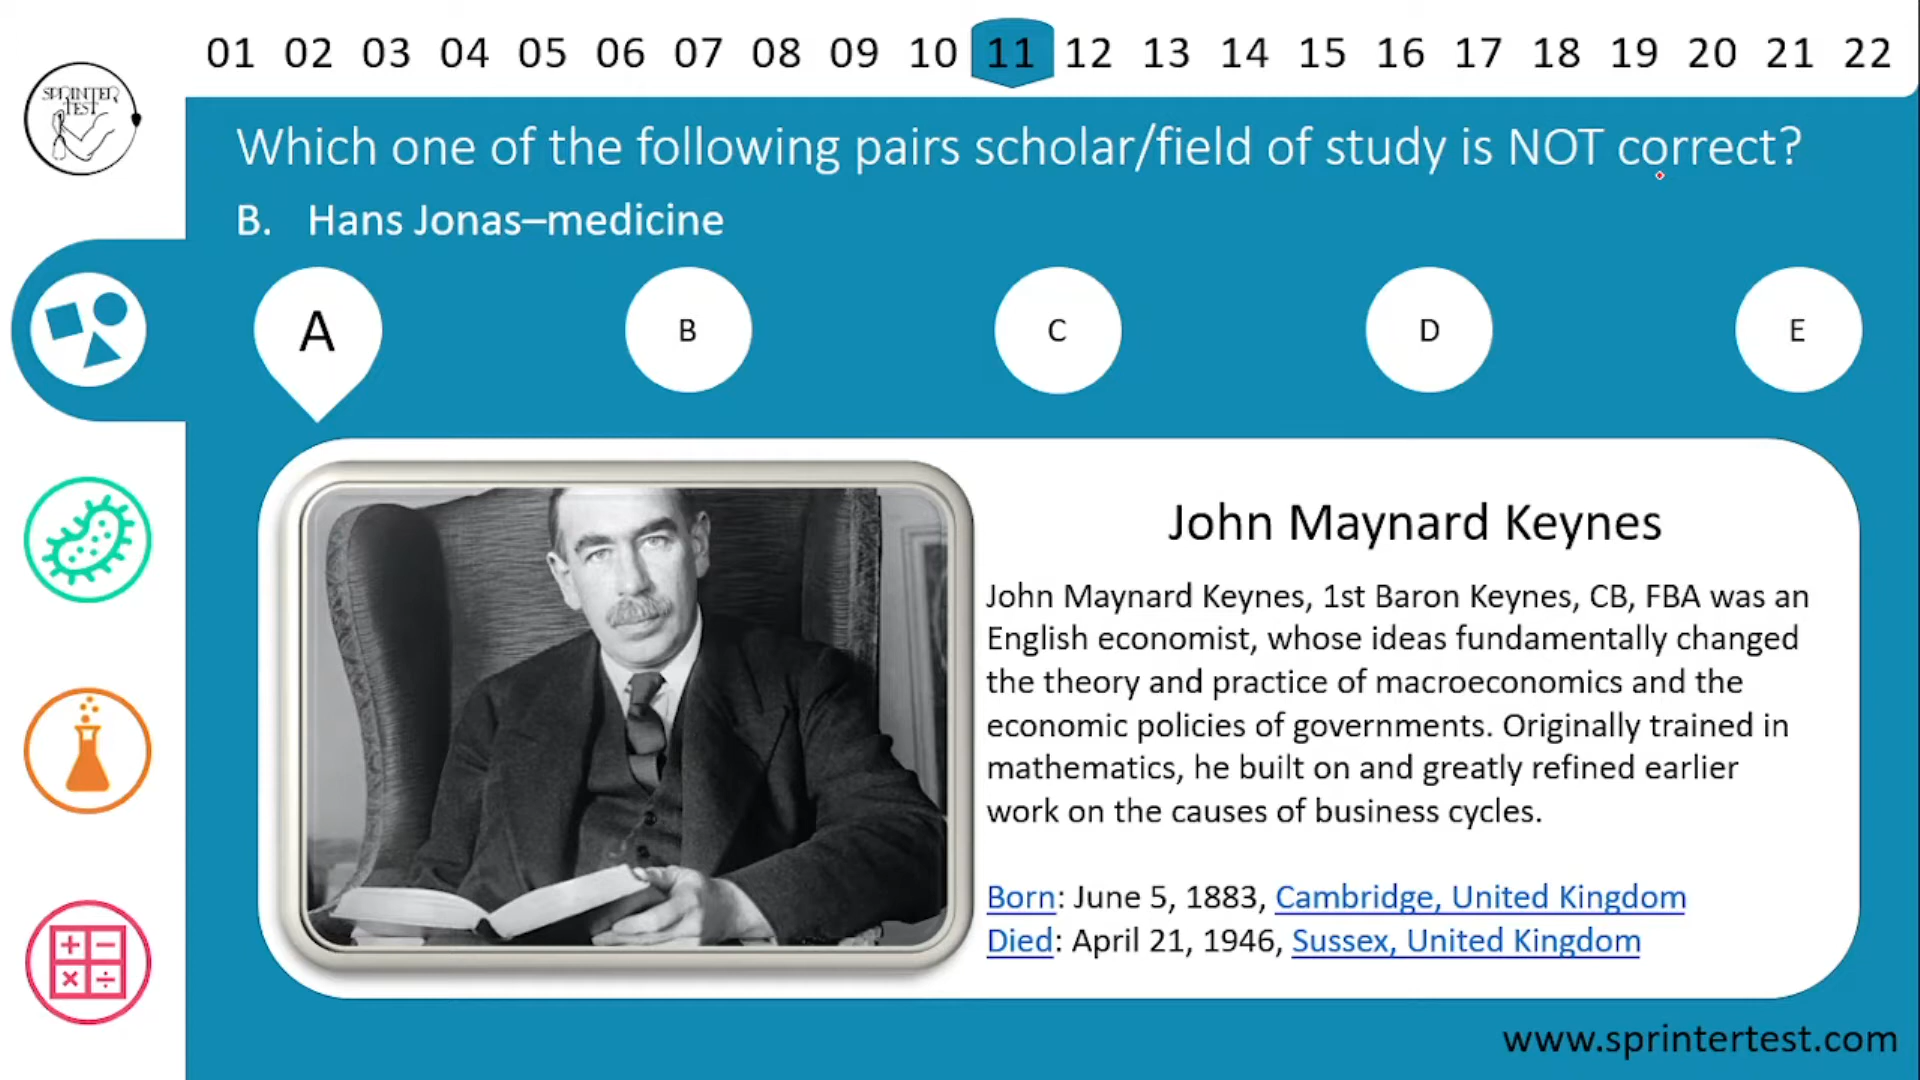 01 02 03 04 05 06 07 08 09 10 11 12 13 14 15 16 17 18 19 20 21 22
SPRINTER
TEST
Which one of the following pairs scholar/field of study is NOT correct?
B. Hans Jonas–medicine
A B C D E
John Maynard Keynes
John Maynard Keynes, 1st Baron Keynes, CB, FBA was an
English economist, whose ideas fundamentally changed
the theory and practice of macroeconomics and the
economic policies of governments. Originally trained in
mathematics, he built on and greatly refined earlier
work on the causes of business cycles.
Born: June 5, 1883, Cambridge, United Kingdom
Died: April 21, 1946, Sussex, United Kingdom
www.sprintertest.com